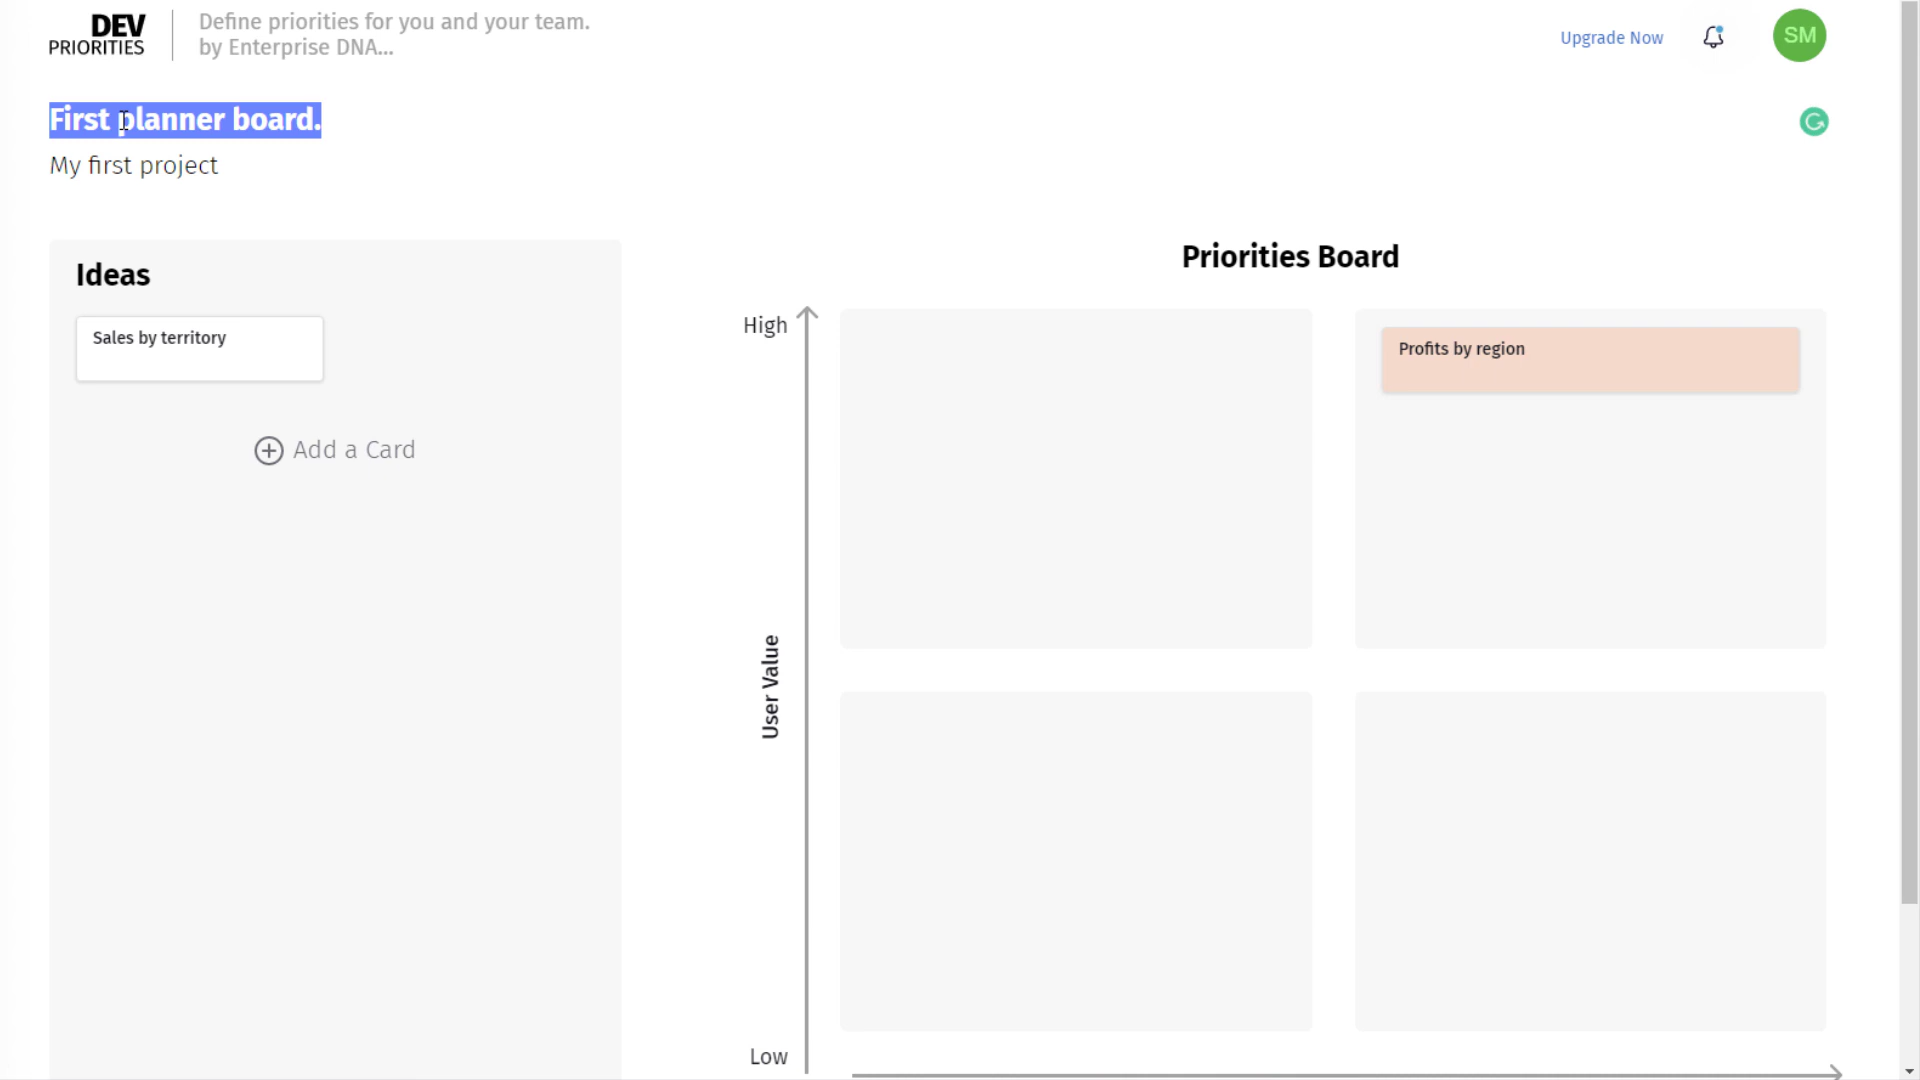 DEV
PRIORITIES
Define priorities for you and your team.
by Enterprise DNA...
Upgrade Now
SM
First planner board.
My first project
Ideas
Sales by territory
Add a Card
Priorities Board
High
Profits by region
User Value
Low